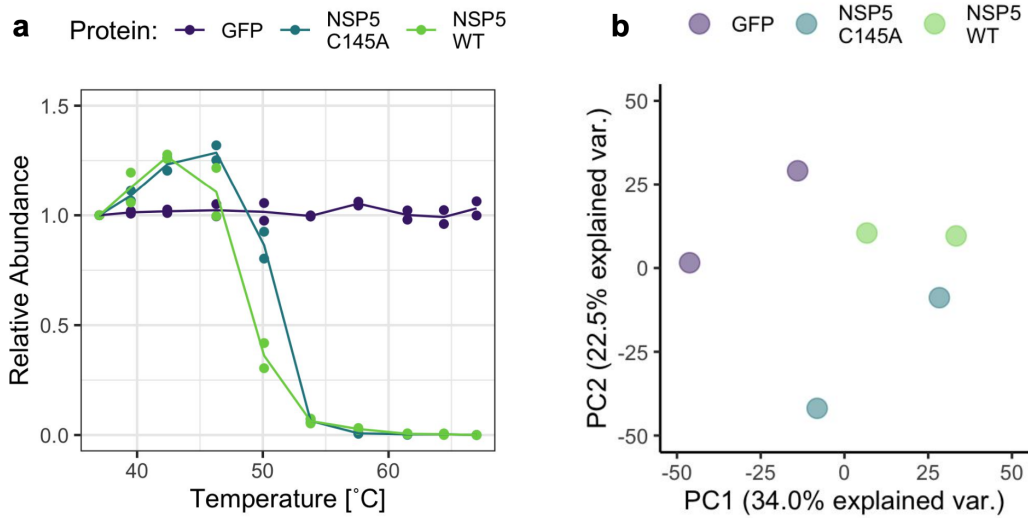 a Protein: GFP NSP5 C145A NSP5 WT
1.5
1.0
0.5
0.0
Relative Abundance
40 50 60
Temperature [˚C]
b GFP NSP5 C145A NSP5 WT
50
25
0
-25
-50
PC2 (22.5% explained var.)
-50 -25 0 25 50
PC1 (34.0% explained var.)